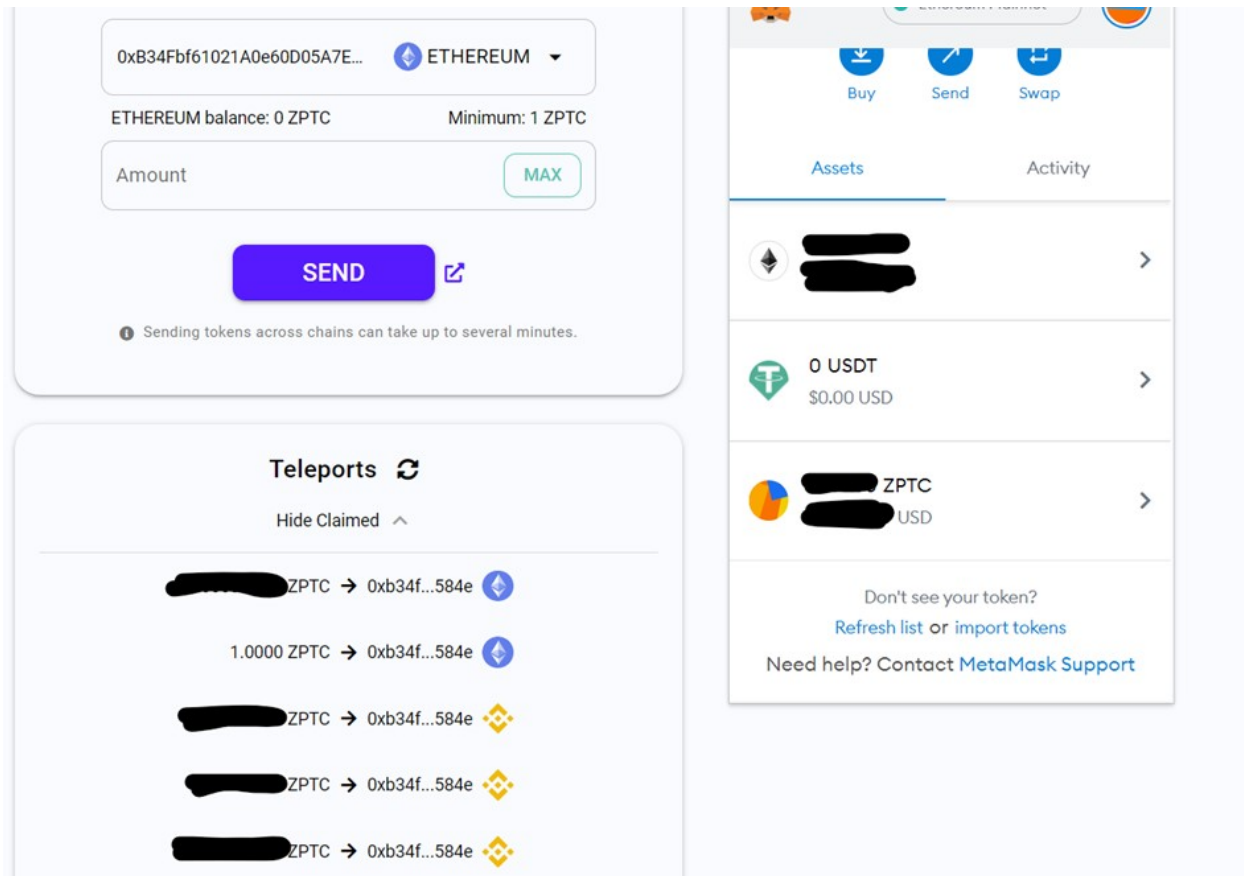 0xB34Fbf61021A0e60D05A7E... ETHEREUM
ETHEREUM balance: 0 ZPTC Minimum: 1 ZPTC
Amount MAX
SEND
Sending tokens across chains can take up to several minutes.
Teleports
Hide Claimed
ZPTC → 0xb34f...584e
1.0000 ZPTC → 0xb34f...584e
ZPTC → 0xb34f...584e
ZPTC → 0xb34f...584e
ZPTC → 0xb34f...584e
Ethereum Mainnet
Buy Send Swap
Assets Activity
0 USDT
$0.00 USD
ZPTC
USD
Don't see your token?
Refresh list or import tokens
Need help? Contact MetaMask Support